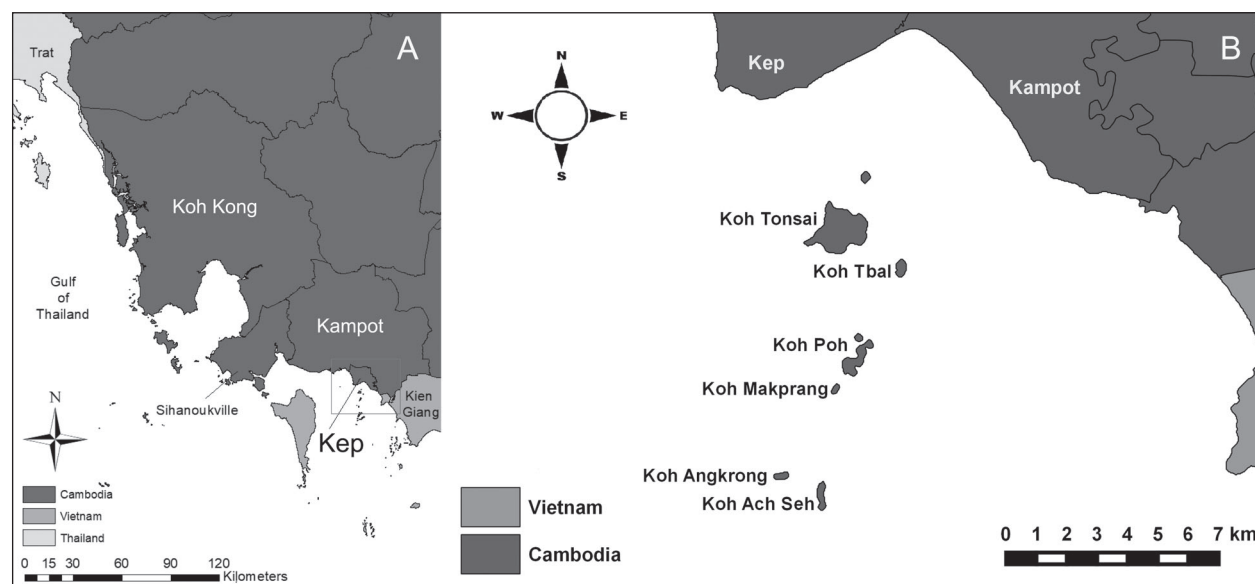 A
Trat
Koh Kong
Gulf
of
Thailand
Kampot
Sihanoukville
Kien
Giang
Kep
N
Cambodia
Vietnam
Thailand
0 15 30 60 90 120
Kilometers
B
N
W E
S
Kep
Kampot
Koh Tonsai
Koh Tbal
Koh Poh
Koh Makprang
Koh Angkrong
Koh Ach Seh
Vietnam
Cambodia
0 1 2 3 4 5 6 7 km